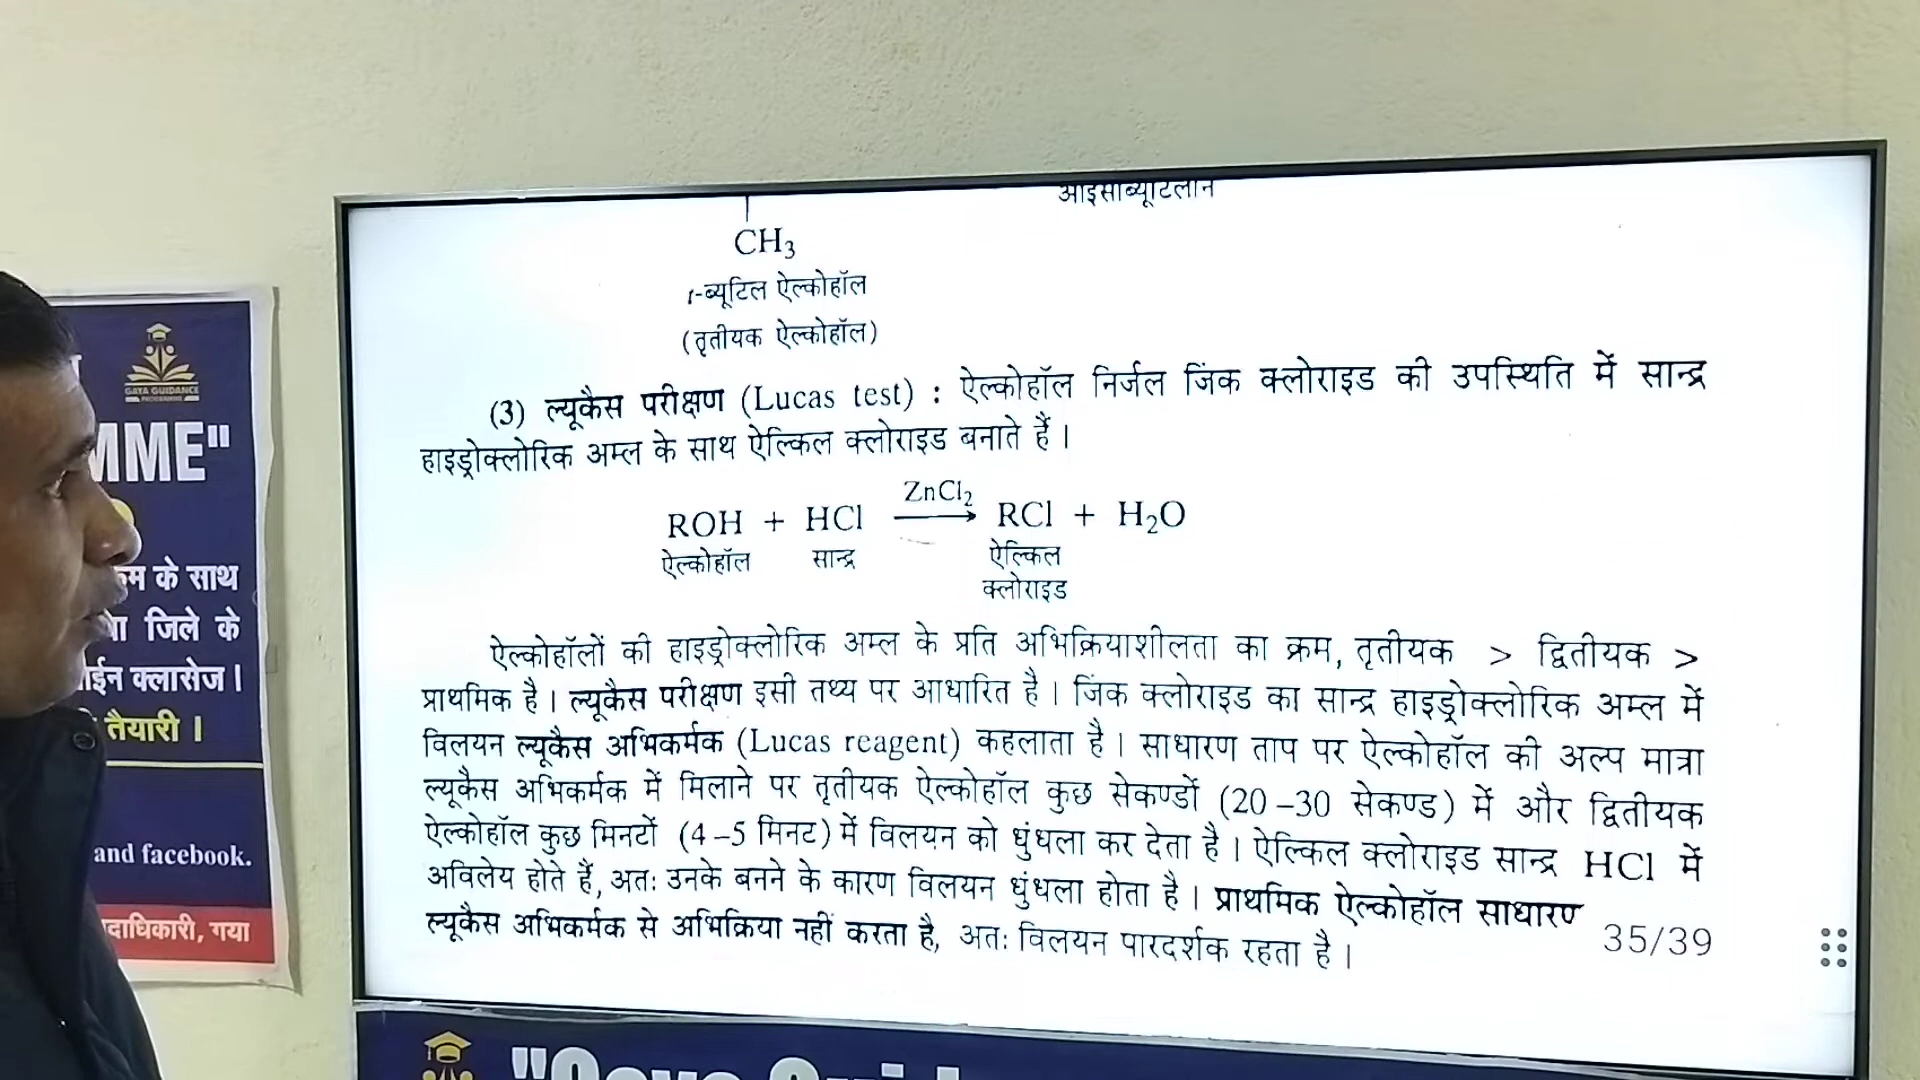 आइसोब्यूटिलीन
CH₃
t-ब्यूटिल ऐल्कोहॉल
(तृतीयक ऐल्कोहॉल)
(3) ल्यूकैस परीक्षण (Lucas test) : ऐल्कोहॉल निर्जल जिंक क्लोराइड की उपस्थिति में सान्द्र
हाइड्रोक्लोरिक अम्ल के साथ ऐल्किल क्लोराइड बनाते हैं ।
ZnCl₂
ROH + HCl ⟶ RCl + H₂O
ऐल्कोहॉल सान्द्र ऐल्किल
क्लोराइड
ऐल्कोहॉलों की हाइड्रोक्लोरिक अम्ल के प्रति अभिक्रियाशीलता का क्रम, तृतीयक > द्वितीयक >
प्राथमिक है । ल्यूकैस परीक्षण इसी तथ्य पर आधारित है । जिंक क्लोराइड का सान्द्र हाइड्रोक्लोरिक अम्ल में
विलयन ल्यूकैस अभिकर्मक (Lucas reagent) कहलाता है । साधारण ताप पर ऐल्कोहॉल की अल्प मात्रा
ल्यूकैस अभिकर्मक में मिलाने पर तृतीयक ऐल्कोहॉल कुछ सेकण्डों (20–30 सेकण्ड) में और द्वितीयक
ऐल्कोहॉल कुछ मिनटों (4–5 मिनट) में विलयन को धुंधला कर देता है । ऐल्किल क्लोराइड सान्द्र HCl में
अविलेय होते हैं, अतः उनके बनने के कारण विलयन धुंधला होता है । प्राथमिक ऐल्कोहॉल साधारण
ल्यूकैस अभिकर्मक से अभिक्रिया नहीं करता है, अतः विलयन पारदर्शक रहता है ।
35/39
GAYA GUIDANCE
PROGRAMME
MME"
के साथ
जिले के
क्लासेज ।
तैयारी ।
and facebook.
गया